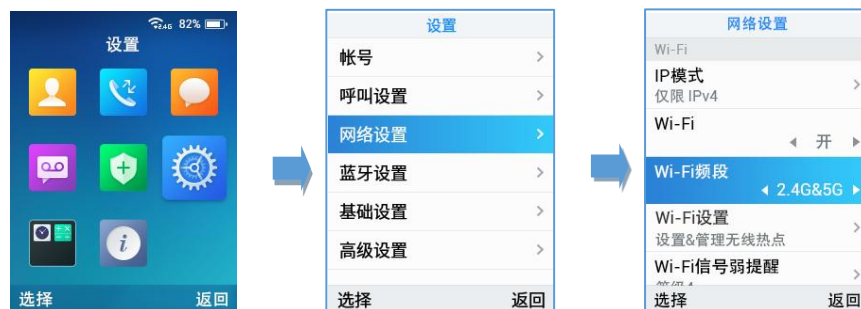 2.4G 82%
设置
选择 返回
设置
帐号
呼叫设置
网络设置
蓝牙设置
基础设置
高级设置
选择 返回
网络设置
Wi-Fi
IP模式
仅限 IPv4
Wi-Fi
开
Wi-Fi频段
2.4G&5G
Wi-Fi设置
设置&管理无线热点
Wi-Fi信号弱提醒
选择 返回